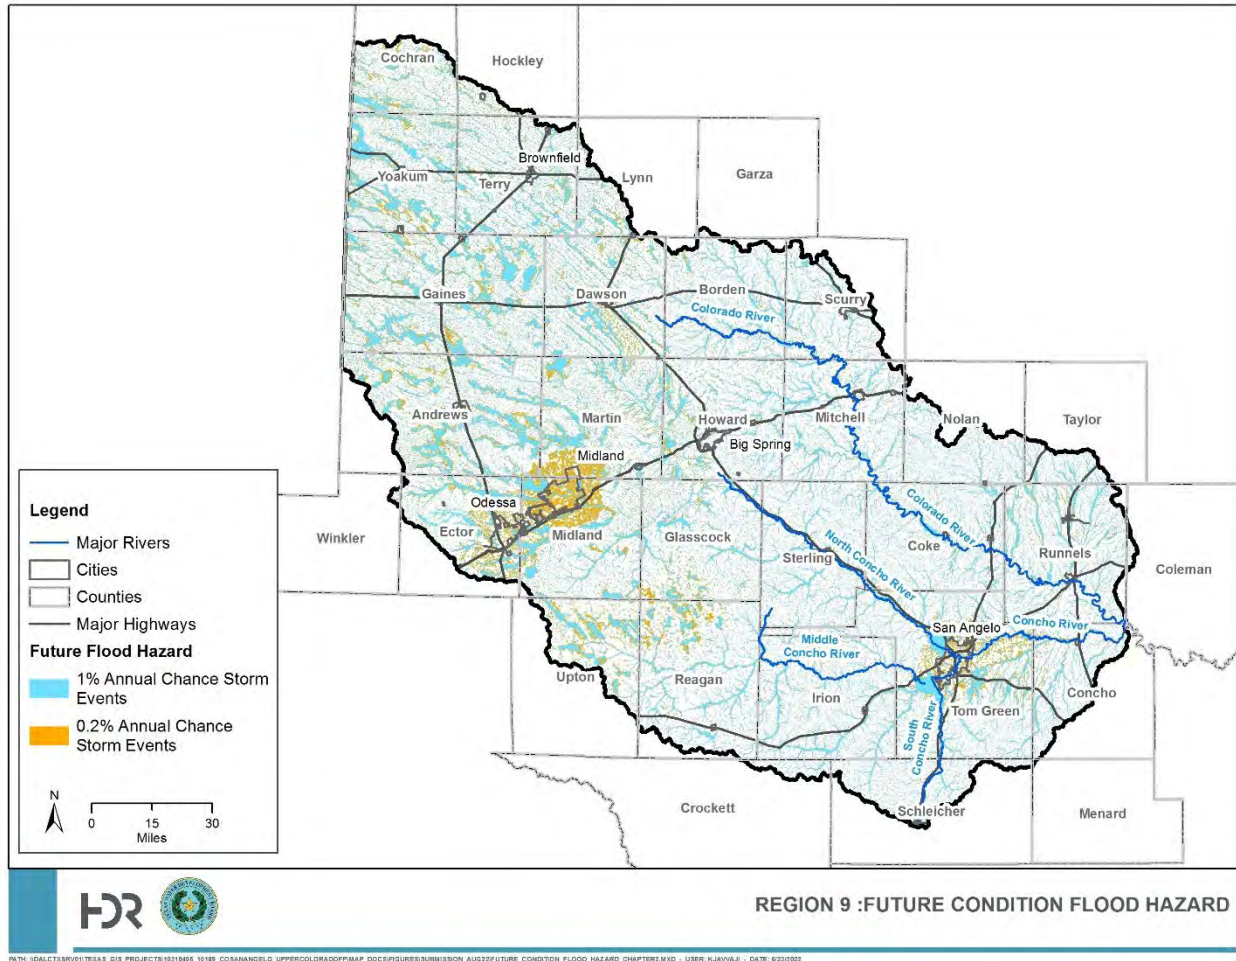 Cochran
Hockley
Brownfield
Yoakum
Terry
Lynn
Garza
Gaines
Dawson
Borden
Scurry
Colorado River
Andrews
Martin
Howard
Mitchell
Nolan
Taylor
Big Spring
Midland
Odessa
Ector
Midland
Glasscock
Winkler
Sterling
North Concho River
Colorado River
Coke
Runnels
Coleman
San Angelo
Concho River
Middle
Concho River
Upton
Reagan
Irion
Tom Green
Concho
South
Concho River
Crockett
Schleicher
Menard
Legend
Major Rivers
Cities
Counties
Major Highways
Future Flood Hazard
1% Annual Chance Storm
Events
0.2% Annual Chance
Storm Events
N
0 15 30
Miles
HDR
REGION 9 :FUTURE CONDITION FLOOD HAZARD